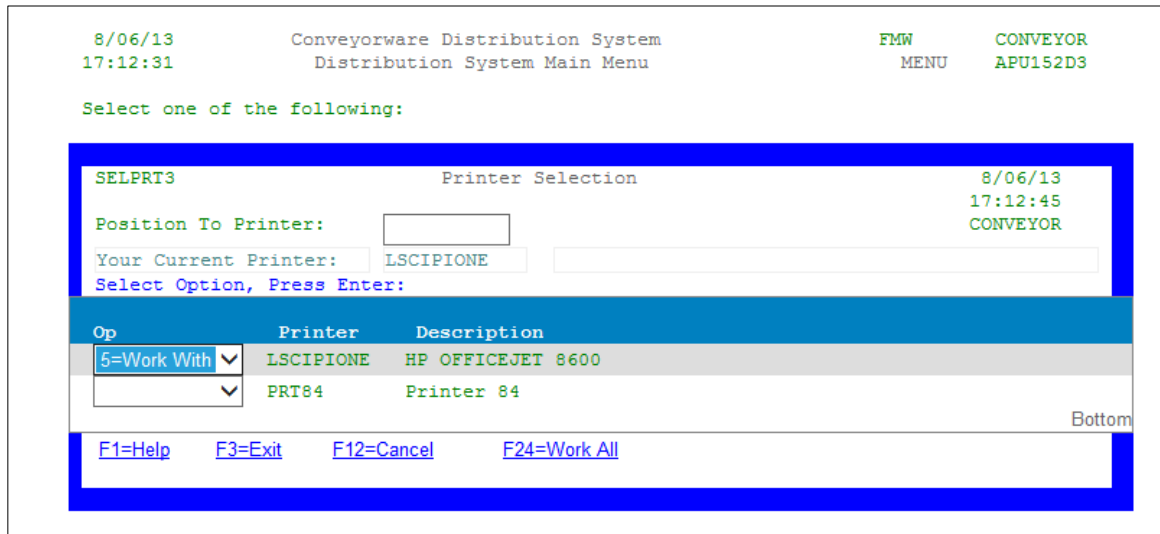 8/06/13 Conveyorware Distribution System FMW CONVEYOR
17:12:31 Distribution System Main Menu MENU APU152D3
Select one of the following:
SELPRT3 Printer Selection 8/06/13
17:12:45
Position To Printer: CONVEYOR
Your Current Printer: LSCIPIONE
Select Option, Press Enter:
Op Printer Description
5=Work With LSCIPIONE HP OFFICEJET 8600
PRT84 Printer 84
Bottom
F1=Help F3=Exit F12=Cancel F24=Work All